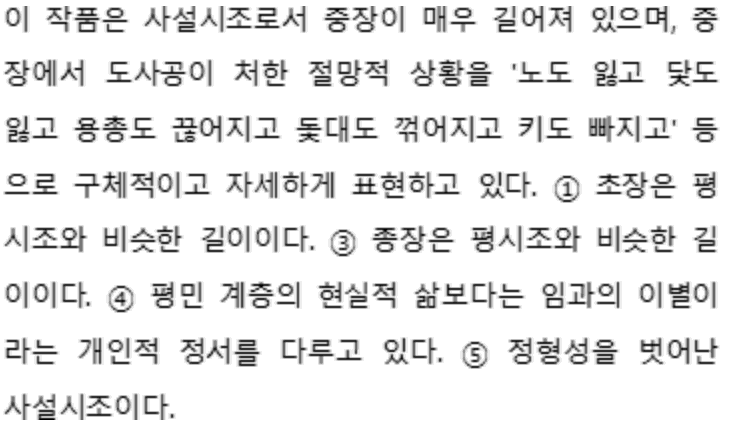 이 작품은 사설시조로서 중장이 매우 길어져 있으며, 중
장에서 도사공이 처한 절망적 상황을 '노도 잃고 닻도
잃고 용총도 끊어지고 돛대도 꺾어지고 키도 빠지고' 등
으로 구체적이고 자세하게 표현하고 있다. ① 초장은 평
시조와 비슷한 길이이다. ③ 종장은 평시조와 비슷한 길
이이다. ④ 평민 계층의 현실적 삶보다는 임과의 이별이
라는 개인적 정서를 다루고 있다. ⑤ 정형성을 벗어난
사설시조이다.